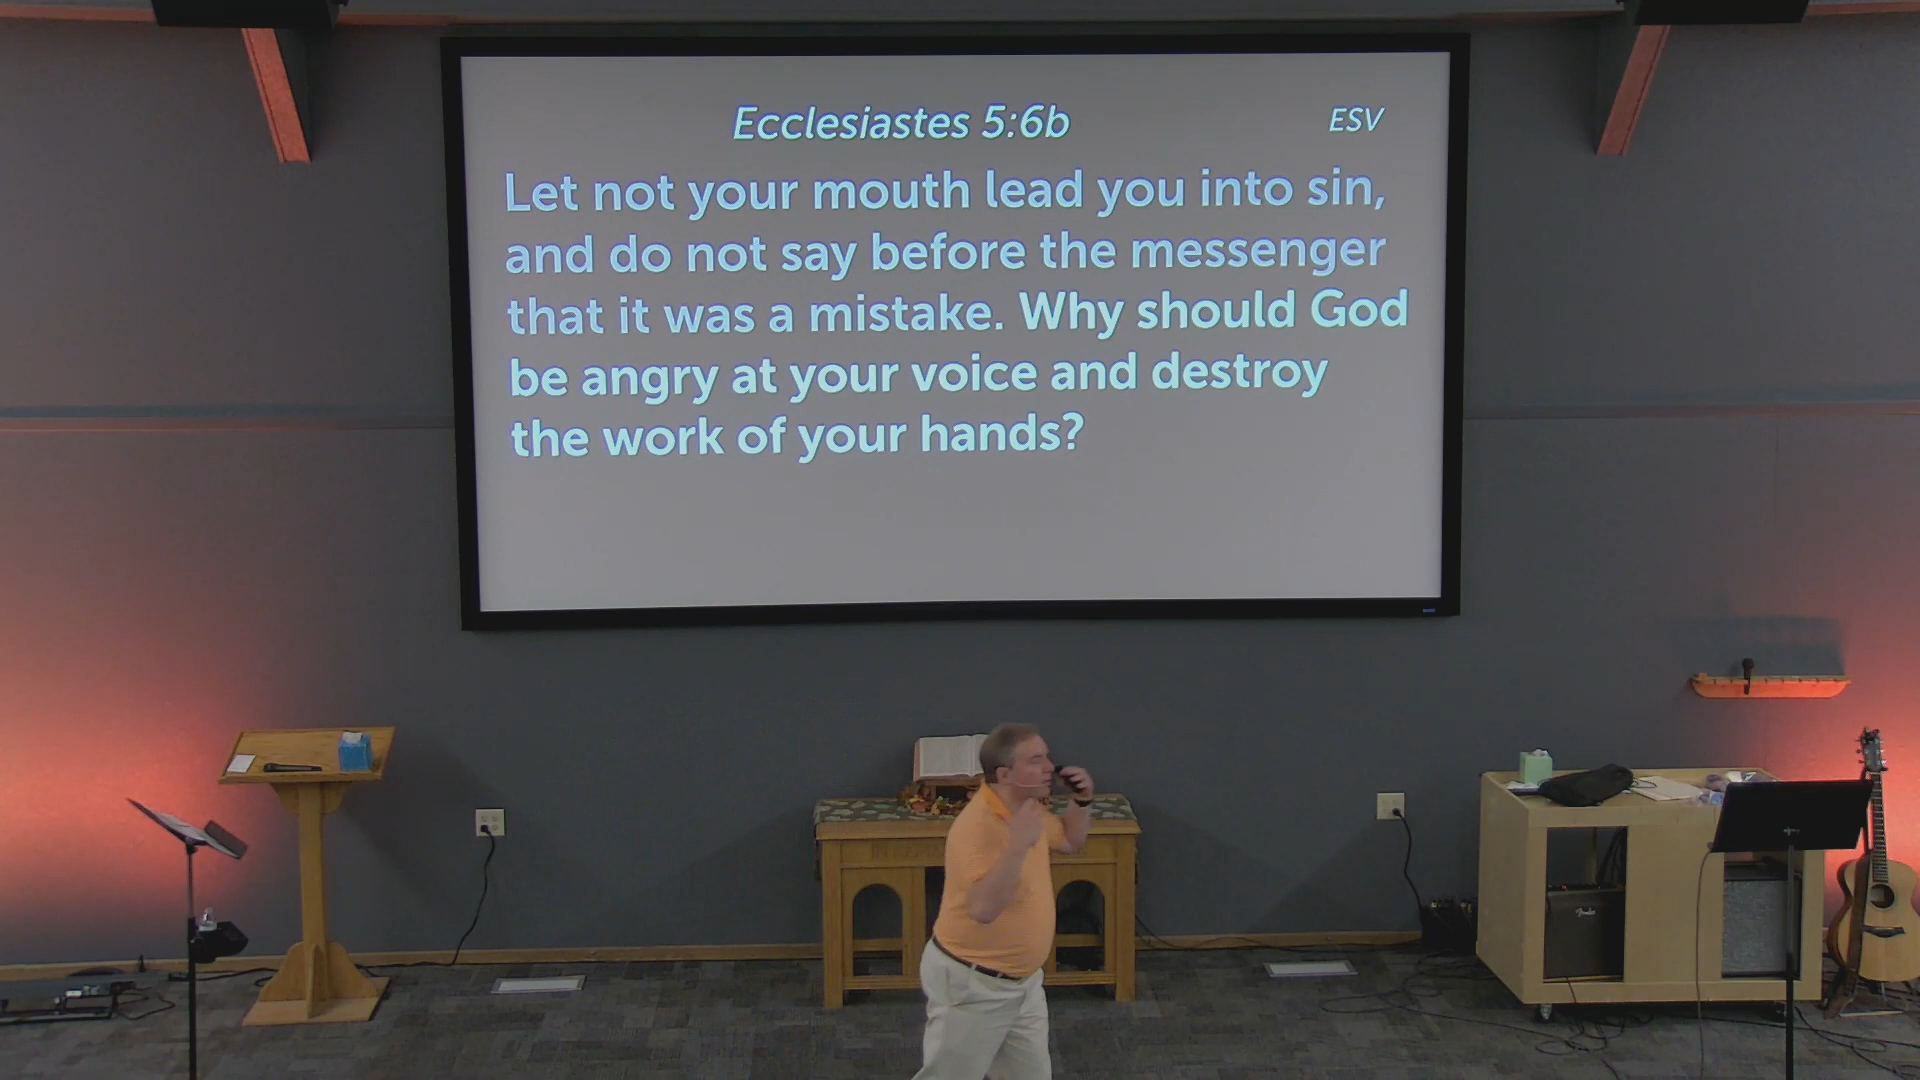 Ecclesiastes 5:6b
ESV
Let not your mouth lead you into sin,
and do not say before the messenger
that it was a mistake. Why should God
be angry at your voice and destroy
the work of your hands?
Fender